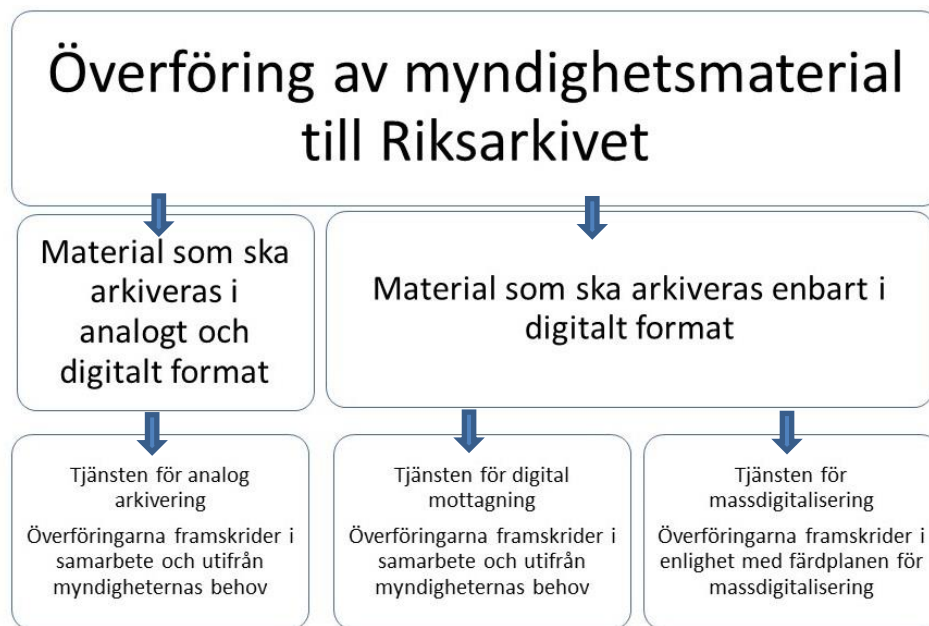 Överföring av myndighetsmaterial
till Riksarkivet
Material som ska
arkiveras i
analogt och
digitalt format
Material som ska arkiveras enbart i
digitalt format
Tjänsten för analog
arkivering
Överföringarna framskrider i
samarbete och utifrån
myndigheternas behov
Tjänsten för digital
mottagning
Överföringarna framskrider i
samarbete och utifrån
myndigheternas behov
Tjänsten för
massdigitalisering
Överföringarna framskrider i
enlighet med färdplanen för
massdigitalisering